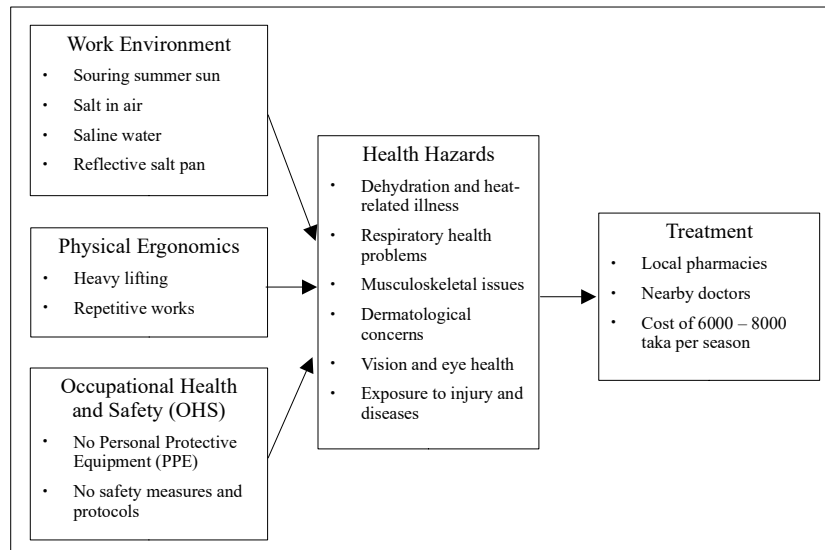 Work Environment
• Souring summer sun
• Salt in air
• Saline water
• Reflective salt pan
Physical Ergonomics
• Heavy lifting
• Repetitive works
Occupational Health
and Safety (OHS)
• No Personal Protective
Equipment (PPE)
• No safety measures and
protocols
Health Hazards
• Dehydration and heat-
related illness
• Respiratory health
problems
• Musculoskeletal issues
• Dermatological
concerns
• Vision and eye health
• Exposure to injury and
diseases
Treatment
• Local pharmacies
• Nearby doctors
• Cost of 6000 – 8000
taka per season